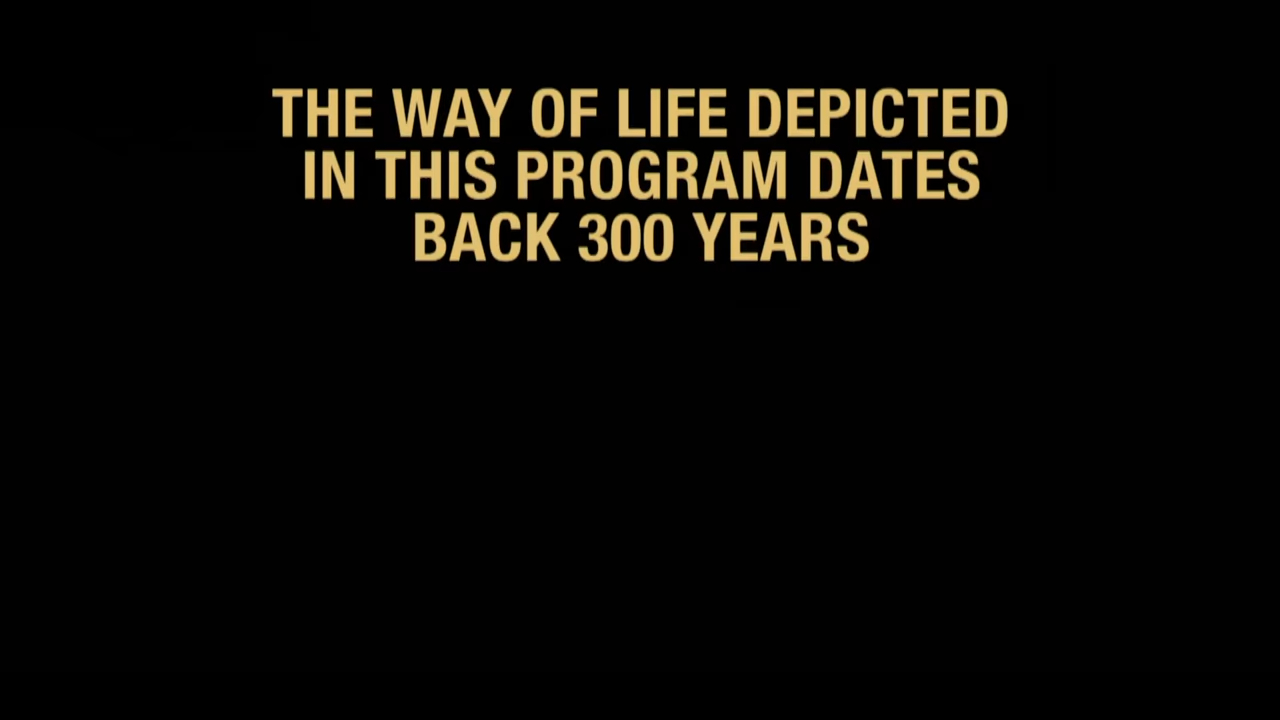 THE WAY OF LIFE DEPICTED
IN THIS PROGRAM DATES
BACK 300 YEARS